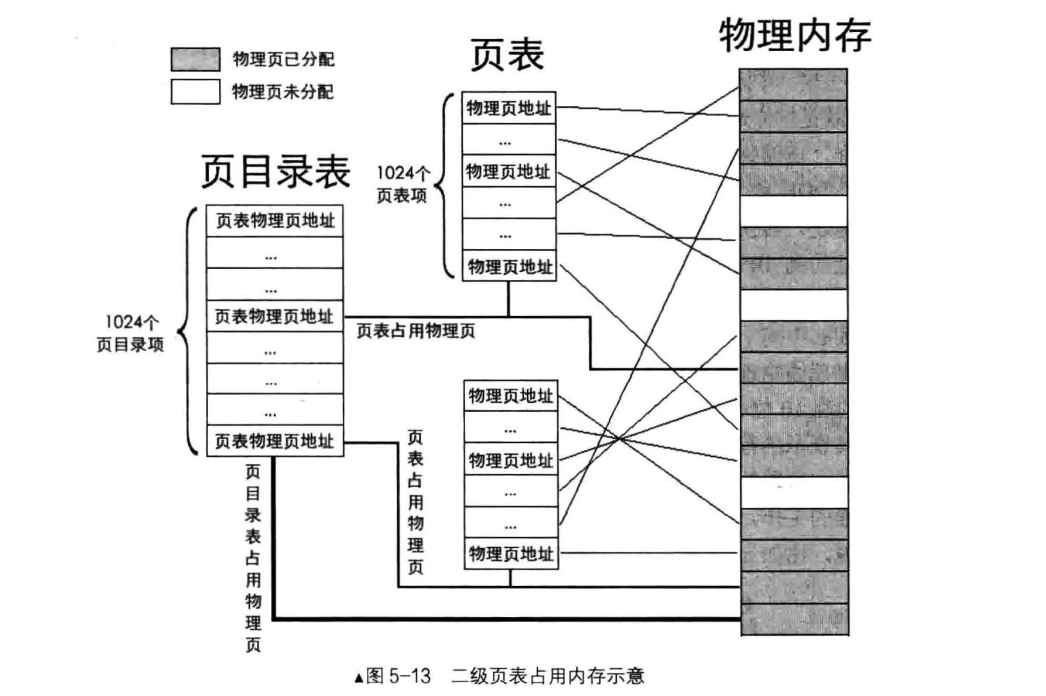 物理内存
页表
物理页已分配
物理页未分配
物理页地址
...
物理页地址
...
...
物理页地址
1024个
页表项
页目录表
页表物理页地址
...
...
页表物理页地址
...
...
...
页表物理页地址
1024个
页目录项
页表占用物理页
物理页地址
...
物理页地址
...
...
物理页地址
页表占用物理页
页目录表占用物理页
▲图 5-13 二级页表占用内存示意